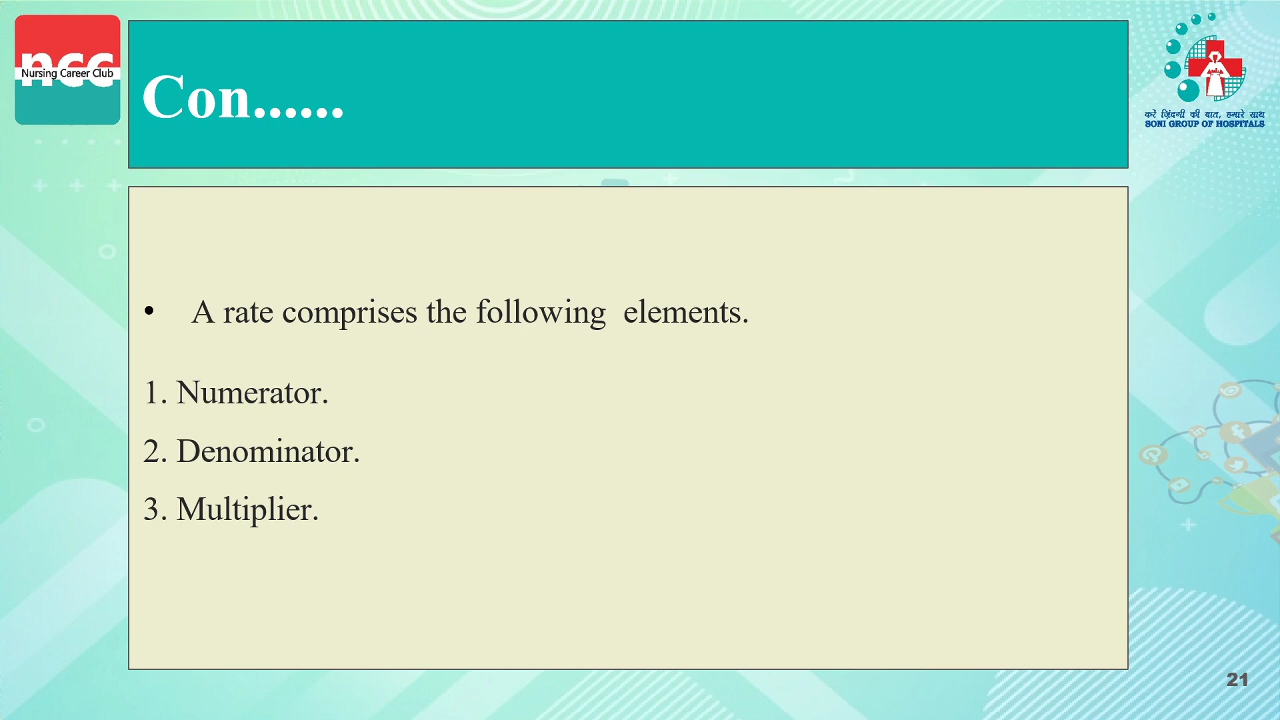 ncc
Nursing Career Club
Con......
करे ज़िंदगी की बात, हमारे साथ
SONI GROUP OF HOSPITALS
• A rate comprises the following elements.
1. Numerator.
2. Denominator.
3. Multiplier.
21